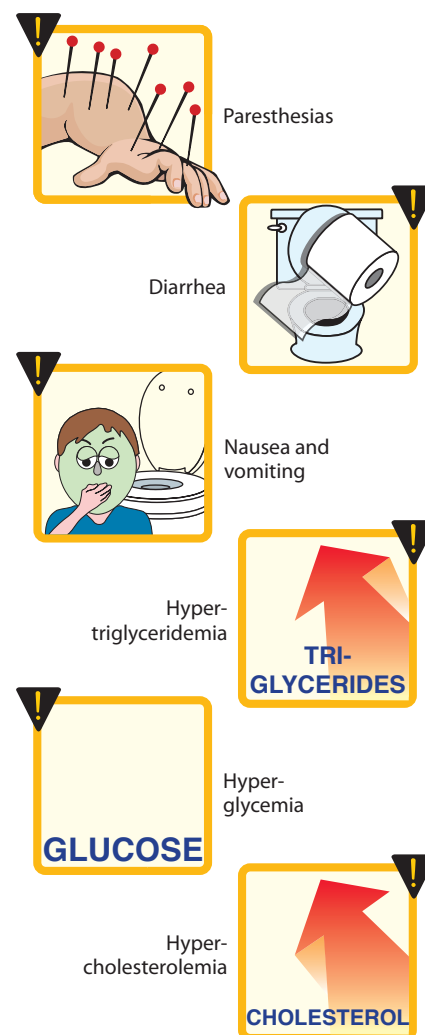 Paresthesias
Diarrhea
Nausea and
vomiting
Hyper-
triglyceridemia
TRI-
GLYCERIDES
GLUCOSE
Hyper-
glycemia
Hyper-
cholesterolemia
CHOLESTEROL